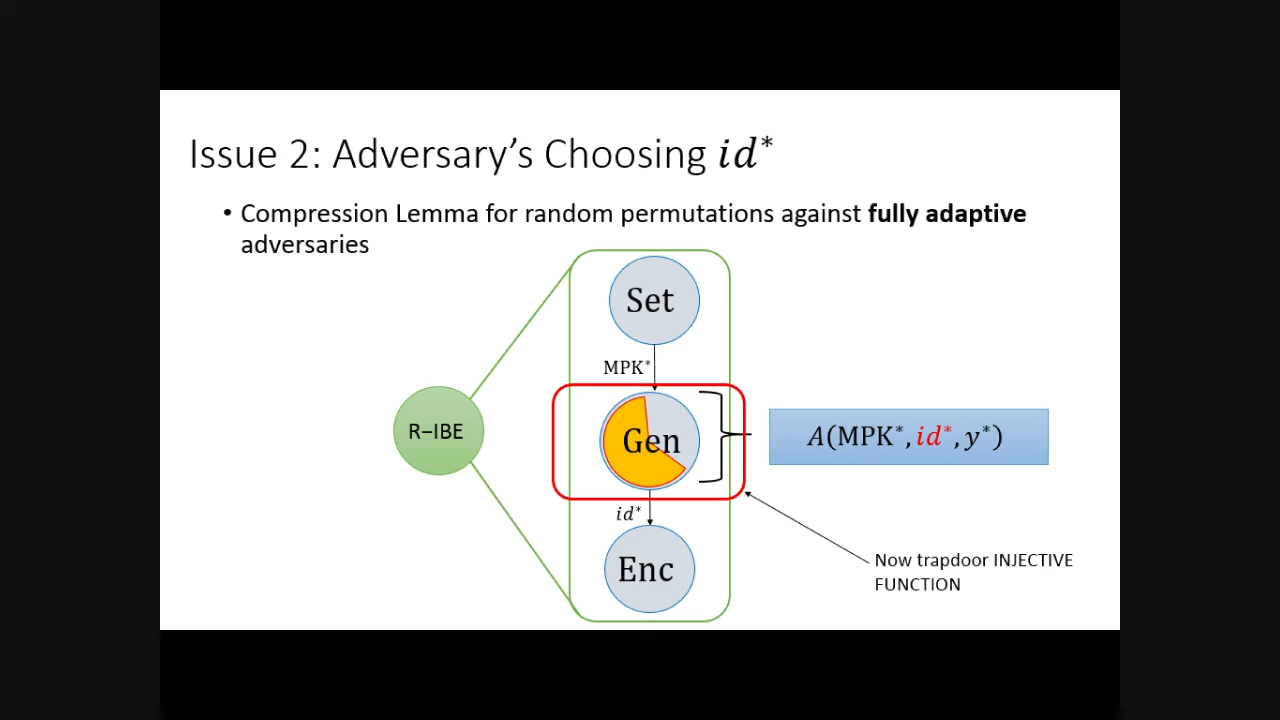 Issue 2: Adversary's Choosing id*
• Compression Lemma for random permutations against fully adaptive
adversaries
Set
MPK*
R–IBE
Gen
A(MPK*, id*, y*)
id*
Enc
Now trapdoor INJECTIVE
FUNCTION